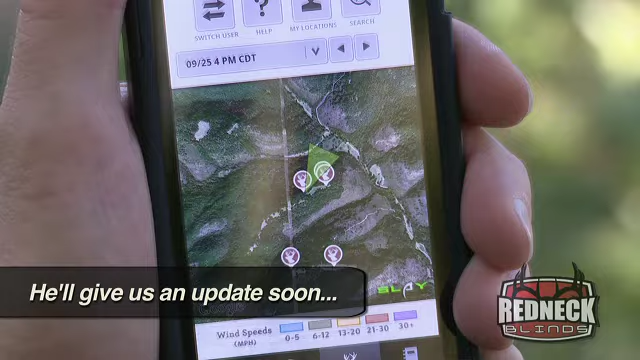 SWITCH USER
HELP
MY LOCATIONS
SEARCH
09/25 4 PM CDT
SLAY
He'll give us an update soon...
Wind Speeds
(MPH)
0-5
6-12
13-20
21-30
30+
REDNECK
BLINDS